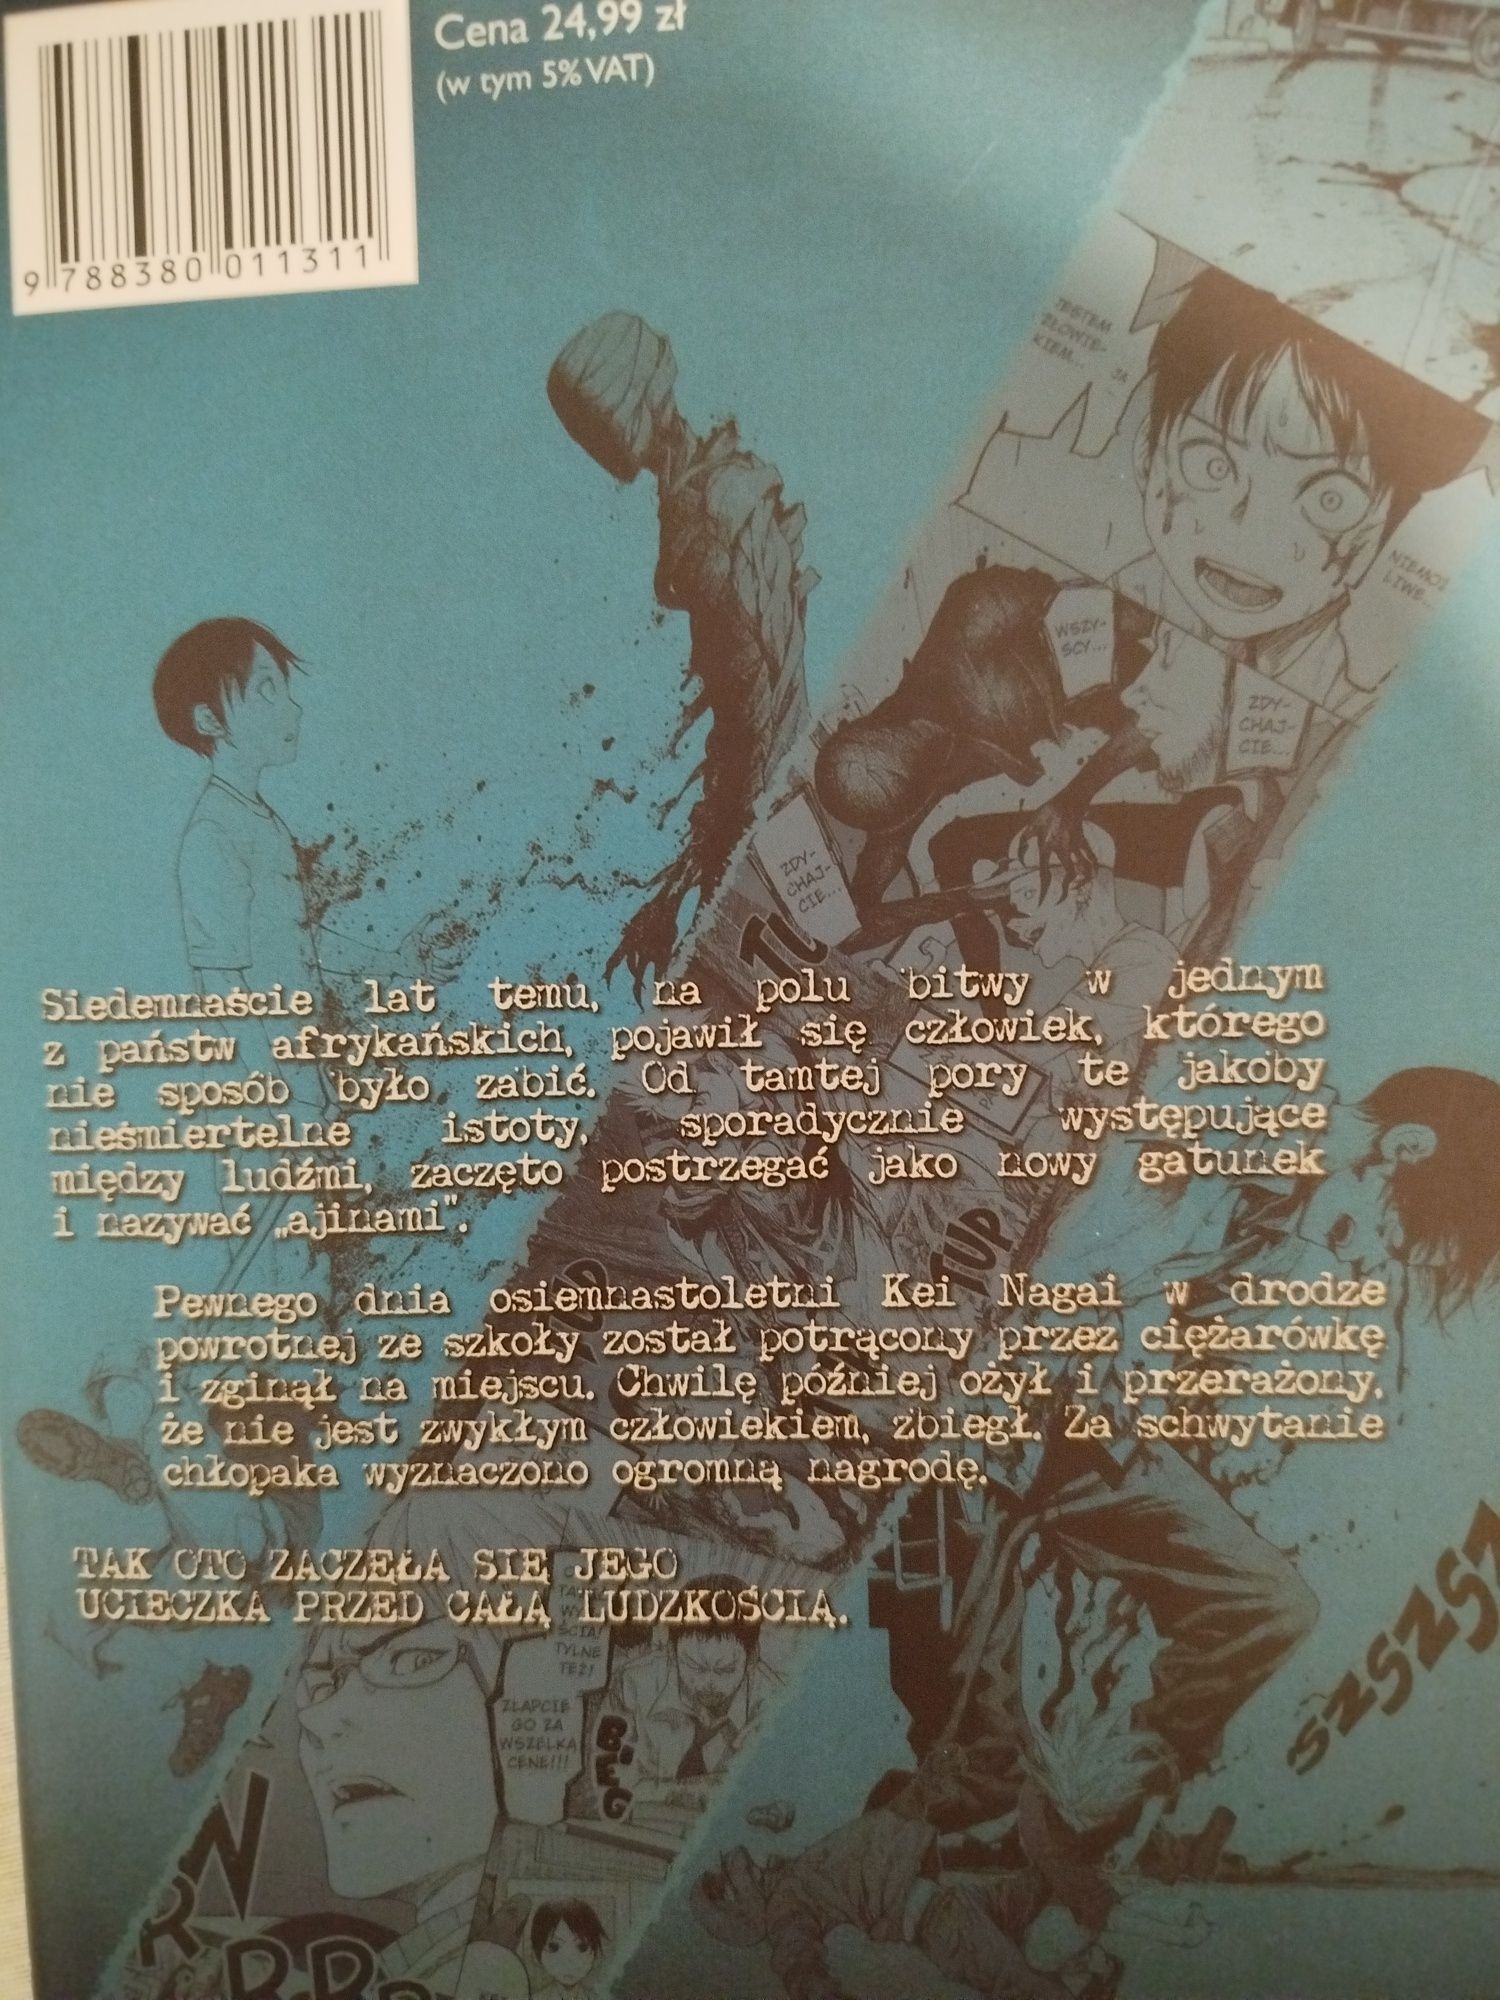 Cena 24,99 zł
(w tym 5% VAT)
9 788380 011311
JESTEM
CZŁOWIE-
KIEM...
JA
NIEMOŻ
LIWE...
WSZY-
SCY...
ZDY-
CHAJ-
CIE...
ZDY-
CHAJ-
CIE...
Siedemnaście lat temu, na polu bitwy w jednym
z państw afrykańskich, pojawił się człowiek, którego
nie sposób było zabić. Od tamtej pory te jakoby
nieśmiertelne istoty, sporadycznie występujące
między ludźmi, zaczęto postrzegać jako nowy gatunek
i nazywać „ajinami".
TUP
Pewnego dnia osiemnastoletni Kei Nagai w drodze
powrotnej ze szkoły został potrącony przez ciężarówkę
i zginął na miejscu. Chwilę później ożył i przerażony,
że nie jest zwykłym człowiekiem, zbiegł. Za schwytanie
chłopaka wyznaczono ogromną nagrodę.
TAK OTO ZACZĘŁA SIĘ JEGO
UCIECZKA PRZED CAŁĄ LUDZKOŚCIĄ.
TYLNE
TEŻ!
ZŁAPCIE
GO ZA
WSZELKĄ
CENĘ!!!
BIEG
SZSZSZ